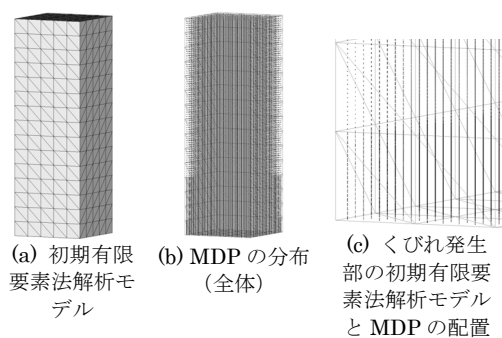 (a) 初期有限
要素法解析モ
デル
(b) MDP の分布
（全体）
(c) くびれ発生
部の初期有限要
素法解析モデル
と MDP の配置